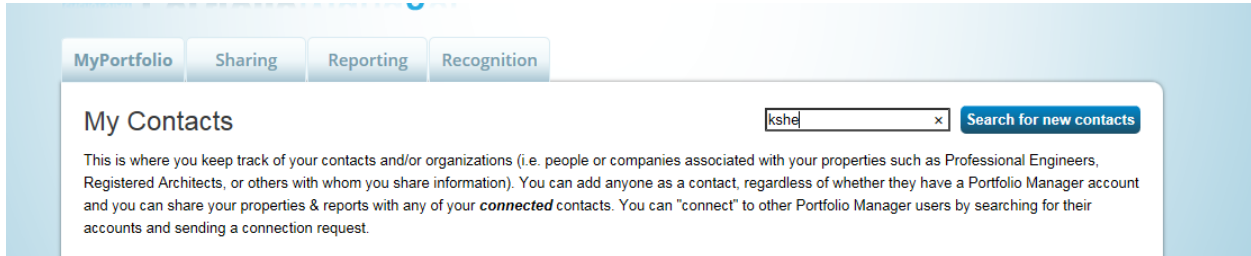 MyPortfolio Sharing Reporting Recognition
My Contacts kshe × Search for new contacts
This is where you keep track of your contacts and/or organizations (i.e. people or companies associated with your properties such as Professional Engineers,
Registered Architects, or others with whom you share information). You can add anyone as a contact, regardless of whether they have a Portfolio Manager account
and you can share your properties & reports with any of your connected contacts. You can "connect" to other Portfolio Manager users by searching for their
accounts and sending a connection request.